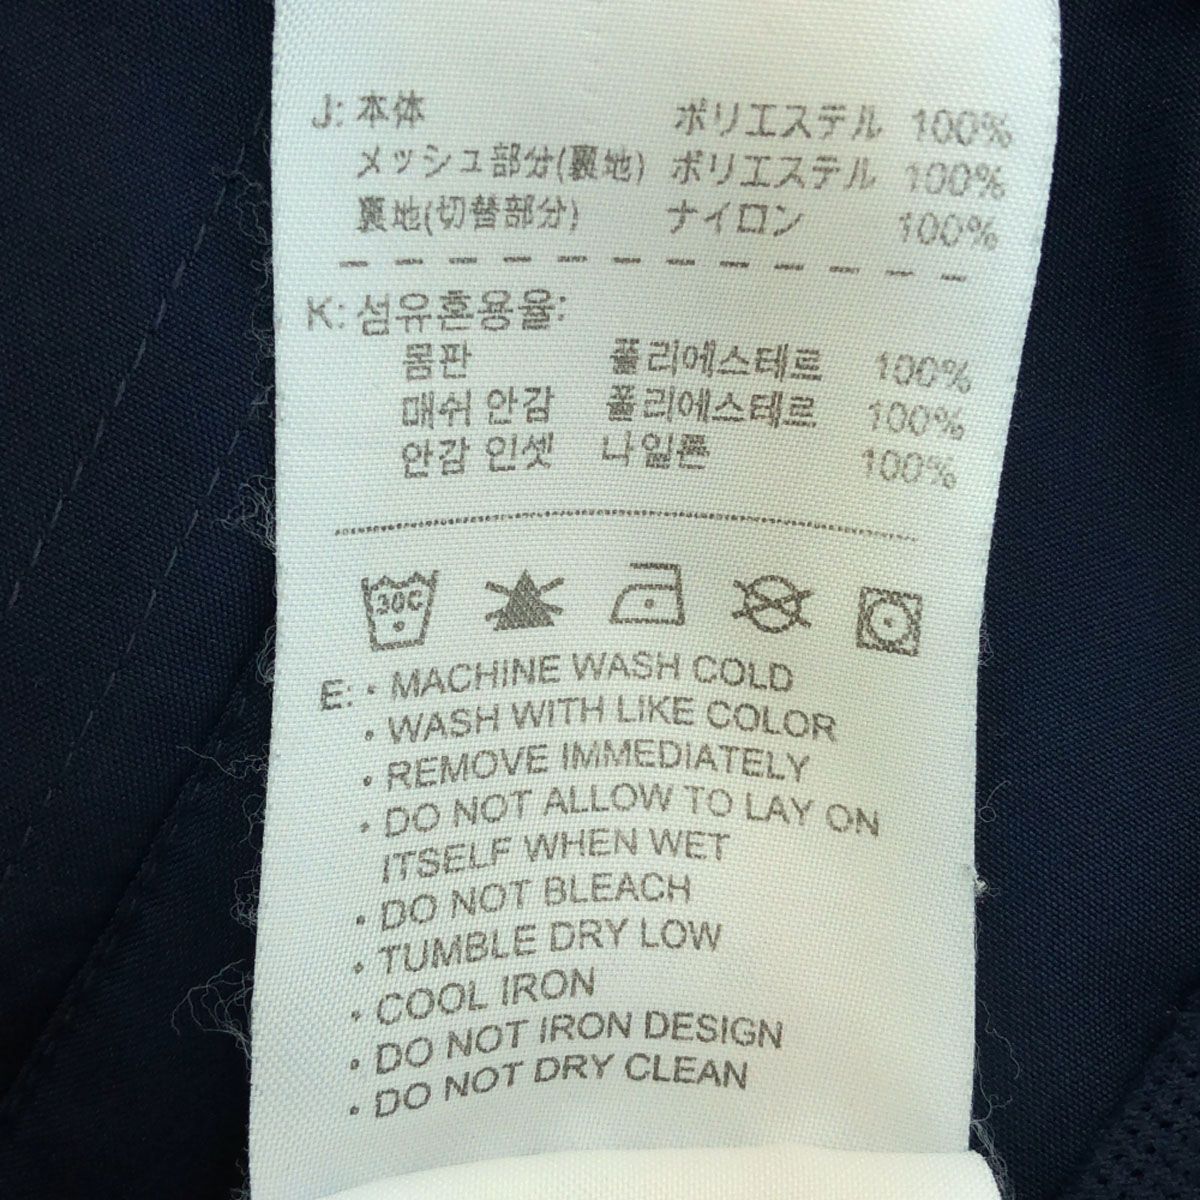 J: 本体 ポリエステル 100%
メッシュ部分(裏地) ポリエステル 100%
裏地(切替部分) ナイロン 100%
K: 섬유혼용율:
몸판 폴리에스테르 100%
매쉬 안감 폴리에스테르 100%
안감 인셋 나일론 100%
30C
E: • MACHINE WASH COLD
• WASH WITH LIKE COLOR
• REMOVE IMMEDIATELY
• DO NOT ALLOW TO LAY ON
ITSELF WHEN WET
• DO NOT BLEACH
• TUMBLE DRY LOW
• COOL IRON
• DO NOT IRON DESIGN
• DO NOT DRY CLEAN